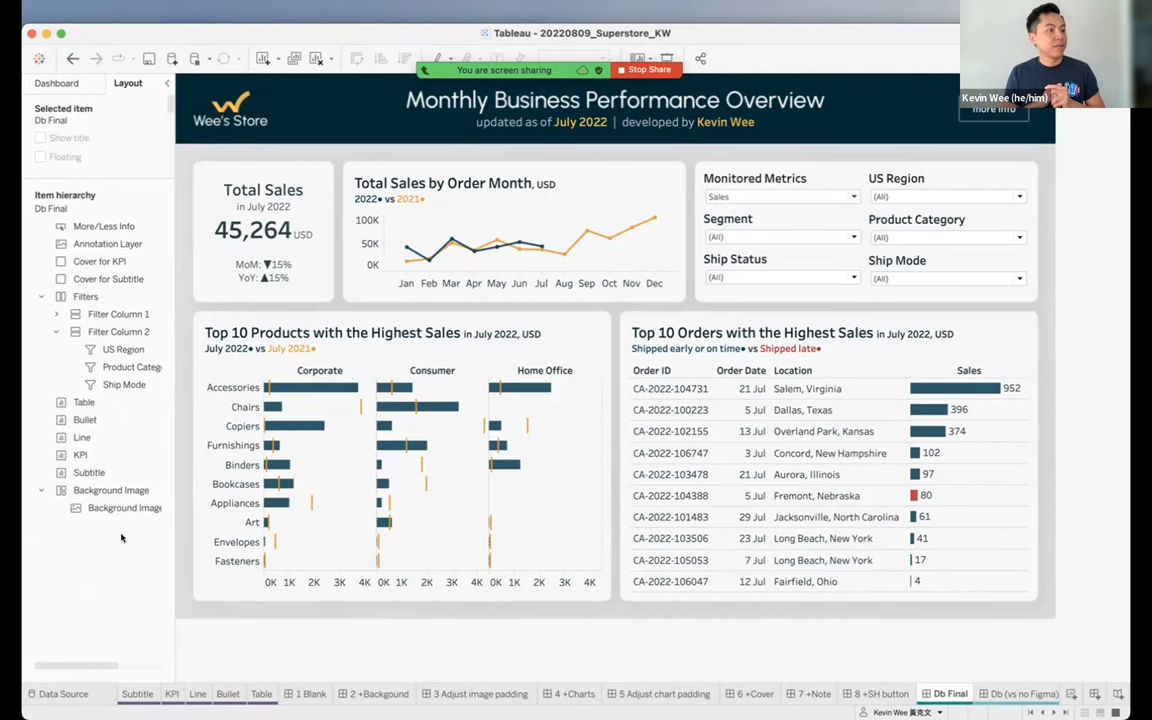 Tableau - 20220809_Superstore_KW
You are screen sharing
Stop Share
Kevin Wee (he/him)
Dashboard
Layout
Selected item
Db Final
Show title
Floating
Item hierarchy
Db Final
More/Less Info
Annotation Layer
Cover for KPI
Cover for Subtitle
Filters
Filter Column 1
Filter Column 2
US Region
Product Categ
Ship Mode
Table
Bullet
Line
KPI
Subtitle
Background Image
Background Image
Wee's Store
Monthly Business Performance Overview
updated as of July 2022 | developed by Kevin Wee
more info
Total Sales
in July 2022
45,264 USD
MoM: ▼15%
YoY: ▲15%
Total Sales by Order Month, USD
2022• vs 2021•
100K
50K
0K
Jan Feb Mar Apr May Jun Jul Aug Sep Oct Nov Dec
Monitored Metrics
Sales
US Region
(All)
Segment
(All)
Product Category
(All)
Ship Status
(All)
Ship Mode
(All)
Top 10 Products with the Highest Sales in July 2022, USD
July 2022• vs July 2021•
Corporate Consumer Home Office
Accessories
Chairs
Copiers
Furnishings
Binders
Bookcases
Appliances
Art
Envelopes
Fasteners
0K 1K 2K 3K 4K 0K 1K 2K 3K 4K 0K 1K 2K 3K 4K
Top 10 Orders with the Highest Sales in July 2022, USD
Shipped early or on time• vs Shipped late•
Order ID Order Date Location Sales
CA-2022-104731 21 Jul Salem, Virginia 952
CA-2022-100223 5 Jul Dallas, Texas 396
CA-2022-102155 13 Jul Overland Park, Kansas 374
CA-2022-106747 3 Jul Concord, New Hampshire 102
CA-2022-103478 21 Jul Aurora, Illinois 97
CA-2022-104388 5 Jul Fremont, Nebraska 80
CA-2022-101483 29 Jul Jacksonville, North Carolina 61
CA-2022-103506 23 Jul Long Beach, New York 41
CA-2022-105053 7 Jul Long Beach, New York 17
CA-2022-106047 12 Jul Fairfield, Ohio 4
Data Source Subtitle KPI Line Bullet Table 1 Blank 2 +Backgound 3 Adjust image padding 4 +Charts 5 Adjust chart padding 6 +Cover 7 +Note 8 +SH button Db Final Db (vs no Figma)
Kevin Wee 黃克文